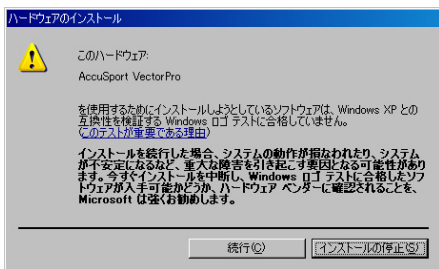 ハードウェアのインストール
このハードウェア:
AccuSport VectorPro
を使用するためにインストールしようとしているソフトウェアは、Windows XP との
互換性を検証する Windows ロゴ テストに合格していません。
(このテストが重要である理由)
インストールを続行した場合、システムの動作が損なわれたり、システム
が不安定になるなど、重大な障害を引き起こす要因となる可能性があり
ます。今すぐインストールを中断し、Windows ロゴ テストに合格したソフ
トウェアが入手可能かどうか、ハードウェア ベンダーに確認されることを、
Microsoft は強くお勧めします。
続行(C)
インストールの停止(S)